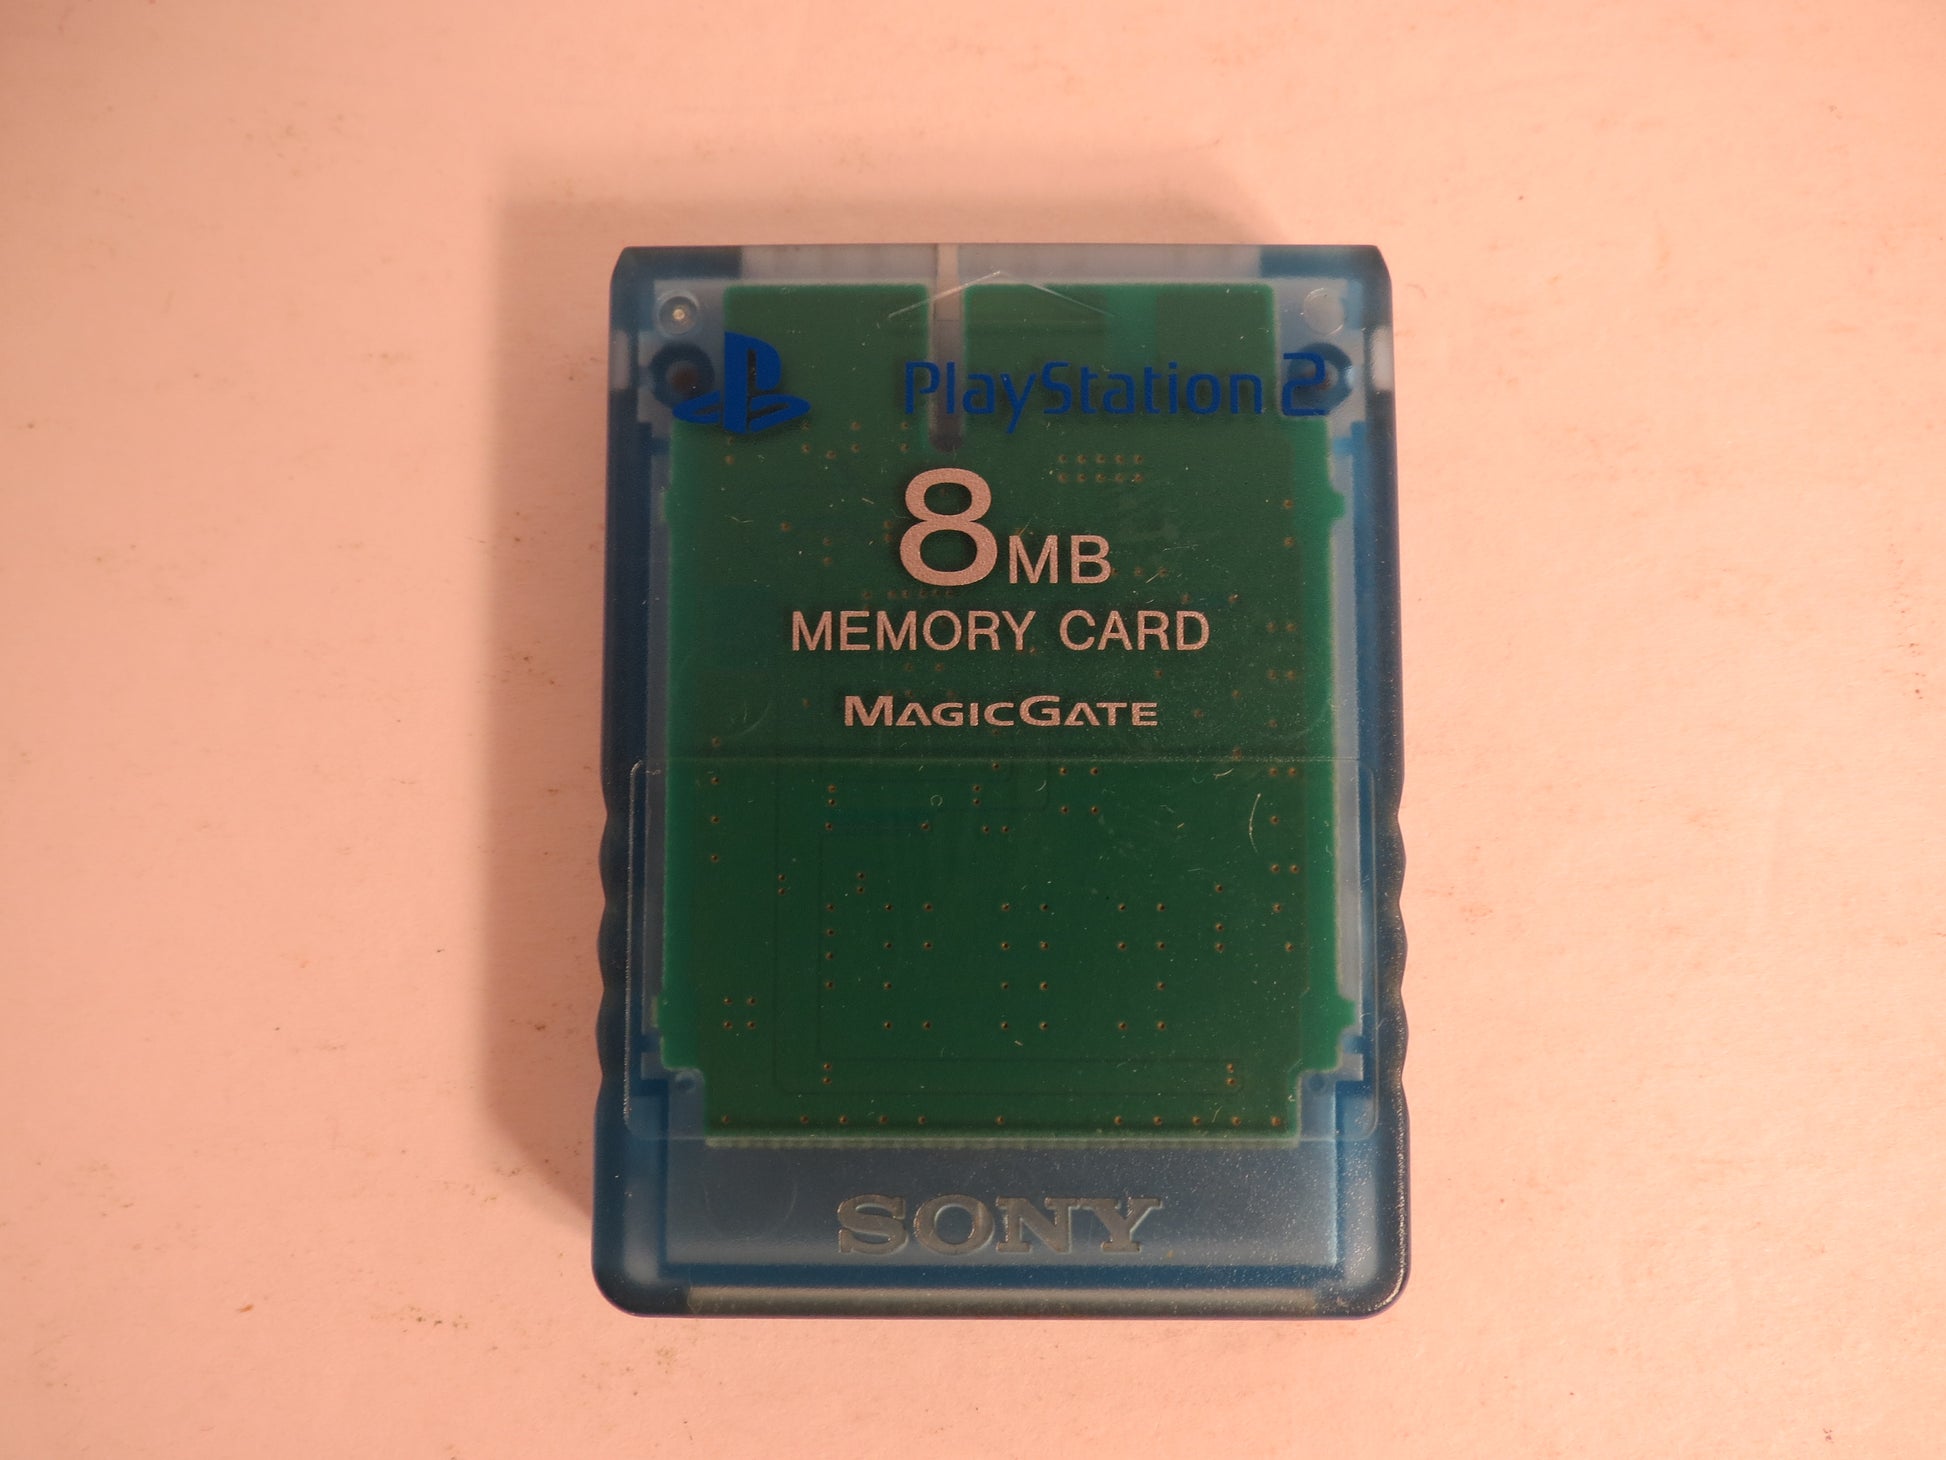 PlayStation 2
8MB
MEMORY CARD
MAGICGATE
SONY